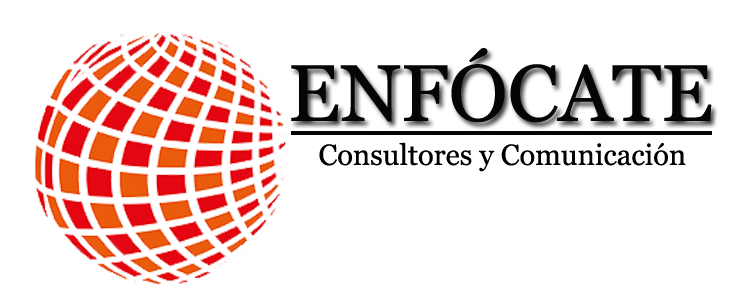 ENFÓCATE
Consultores y Comunicación